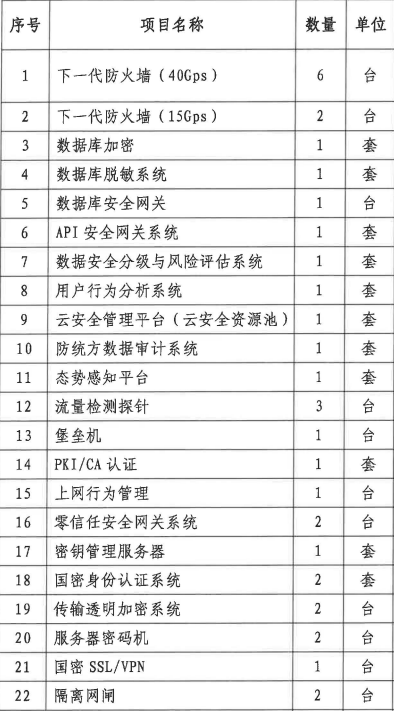 序号 项目名称 数量 单位
1 下一代防火墙（40Gps） 6 台
2 下一代防火墙（15Gps） 2 台
3 数据库加密 1 套
4 数据库脱敏系统 1 套
5 数据库安全网关 1 台
6 API 安全网关系统 1 套
7 数据安全分级与风险评估系统 1 套
8 用户行为分析系统 1 套
9 云安全管理平台（云安全资源池） 1 套
10 防统方数据审计系统 1 套
11 态势感知平台 1 套
12 流量检测探针 3 台
13 堡垒机 1 台
14 PKI/CA 认证 1 套
15 上网行为管理 1 台
16 零信任安全网关系统 2 台
17 密钥管理服务器 1 套
18 国密身份认证系统 2 套
19 传输透明加密系统 2 台
20 服务器密码机 2 台
21 国密 SSL/VPN 1 台
22 隔离网闸 2 台